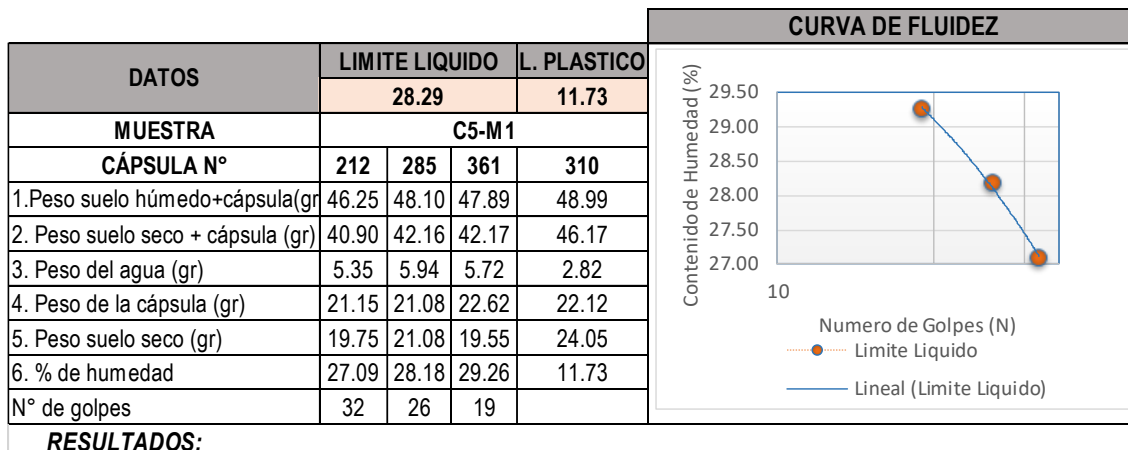 CURVA DE FLUIDEZ
DATOS LIMITE LIQUIDO L. PLASTICO
28.29 11.73
MUESTRA C5-M1
CÁPSULA N° 212 285 361 310
1.Peso suelo húmedo+cápsula(gr 46.25 48.10 47.89 48.99
2. Peso suelo seco + cápsula (gr) 40.90 42.16 42.17 46.17
3. Peso del agua (gr) 5.35 5.94 5.72 2.82
4. Peso de la cápsula (gr) 21.15 21.08 22.62 22.12
5. Peso suelo seco (gr) 19.75 21.08 19.55 24.05
6. % de humedad 27.09 28.18 29.26 11.73
N° de golpes 32 26 19
RESULTADOS:
Contenido de Humedad (%)
29.50
29.00
28.50
28.00
27.50
27.00
10
Numero de Golpes (N)
Limite Liquido
Lineal (Limite Liquido)